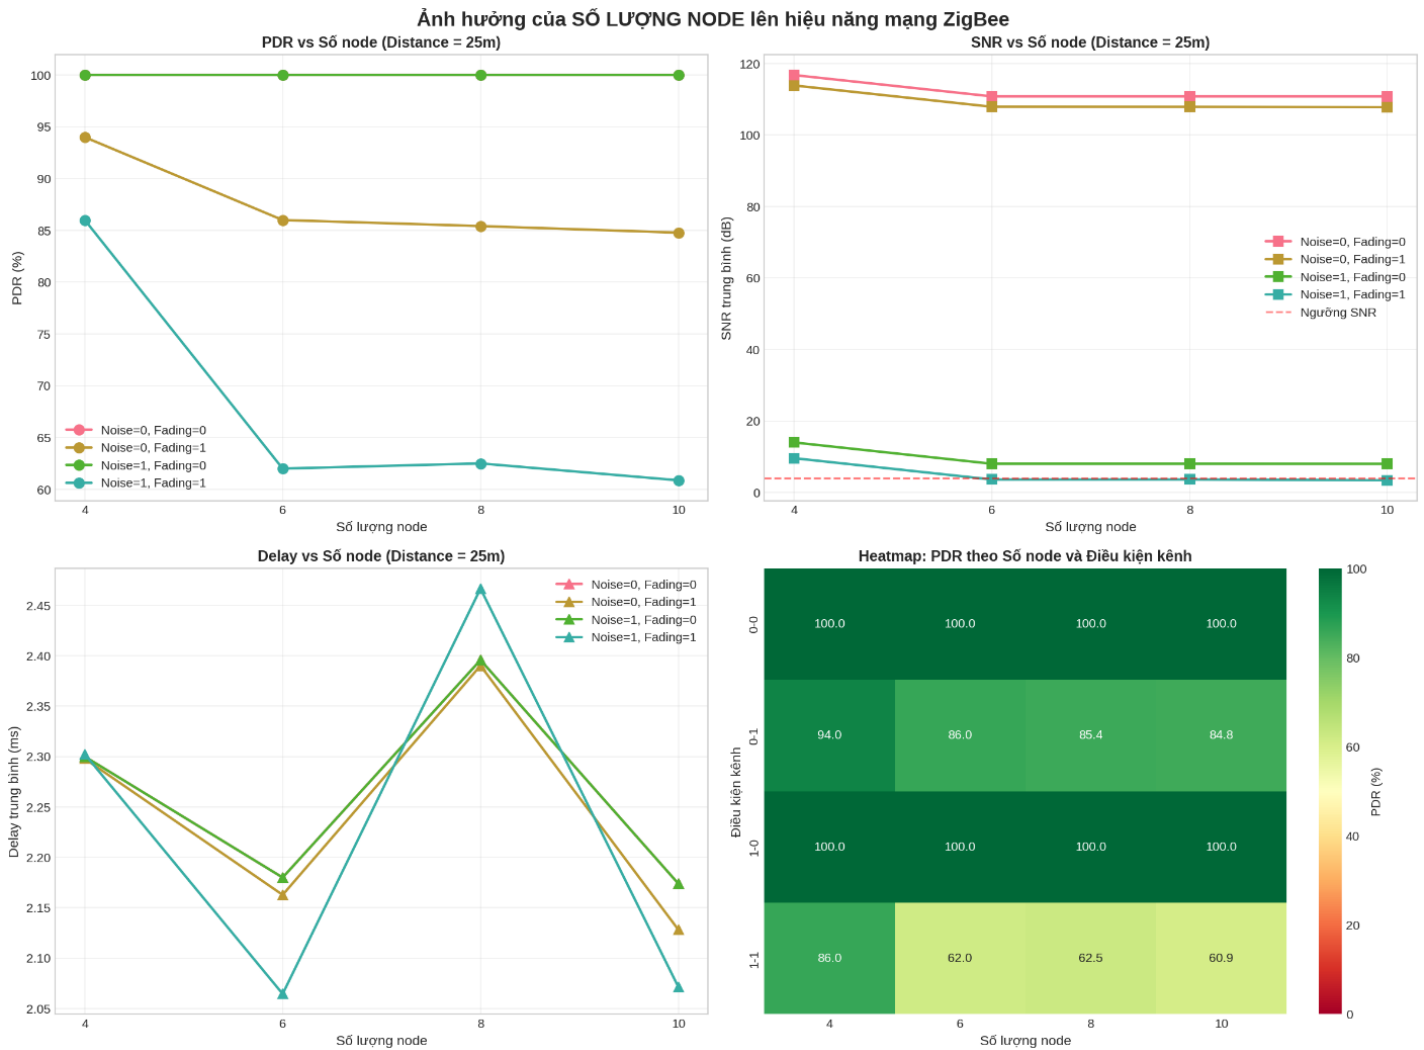 Ảnh hưởng của SỐ LƯỢNG NODE lên hiệu năng mạng ZigBee
PDR vs Số node (Distance = 25m)
100
95
90
85
80
75
70
65
60
PDR (%)
Noise=0, Fading=0
Noise=0, Fading=1
Noise=1, Fading=0
Noise=1, Fading=1
4 6 8 10
Số lượng node
SNR vs Số node (Distance = 25m)
120
100
80
60
40
20
0
SNR trung bình (dB)
Noise=0, Fading=0
Noise=0, Fading=1
Noise=1, Fading=0
Noise=1, Fading=1
Ngưỡng SNR
4 6 8 10
Số lượng node
Delay vs Số node (Distance = 25m)
2.45
2.40
2.35
2.30
2.25
2.20
2.15
2.10
2.05
Delay trung bình (ms)
Noise=0, Fading=0
Noise=0, Fading=1
Noise=1, Fading=0
Noise=1, Fading=1
4 6 8 10
Số lượng node
Heatmap: PDR theo Số node và Điều kiện kênh
Điều kiện kênh
0-0 100.0 100.0 100.0 100.0
0-1 94.0 86.0 85.4 84.8
1-0 100.0 100.0 100.0 100.0
1-1 86.0 62.0 62.5 60.9
4 6 8 10
Số lượng node
100
80
60
40
20
0
PDR (%)